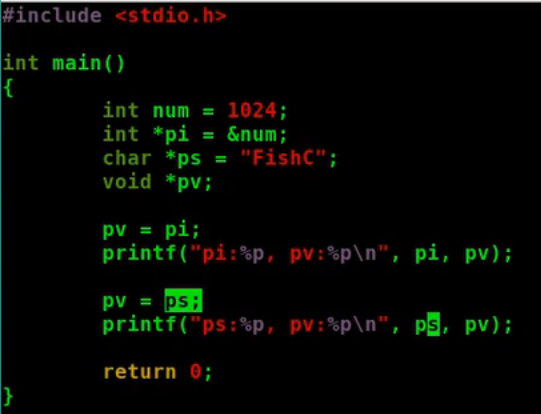 #include <stdio.h>
int main()
{
int num = 1024;
int *pi = &num;
char *ps = "FishC";
void *pv;
pv = pi;
printf("pi:%p, pv:%p\n", pi, pv);
pv = ps;
printf("ps:%p, pv:%p\n", ps, pv);
return 0;
}